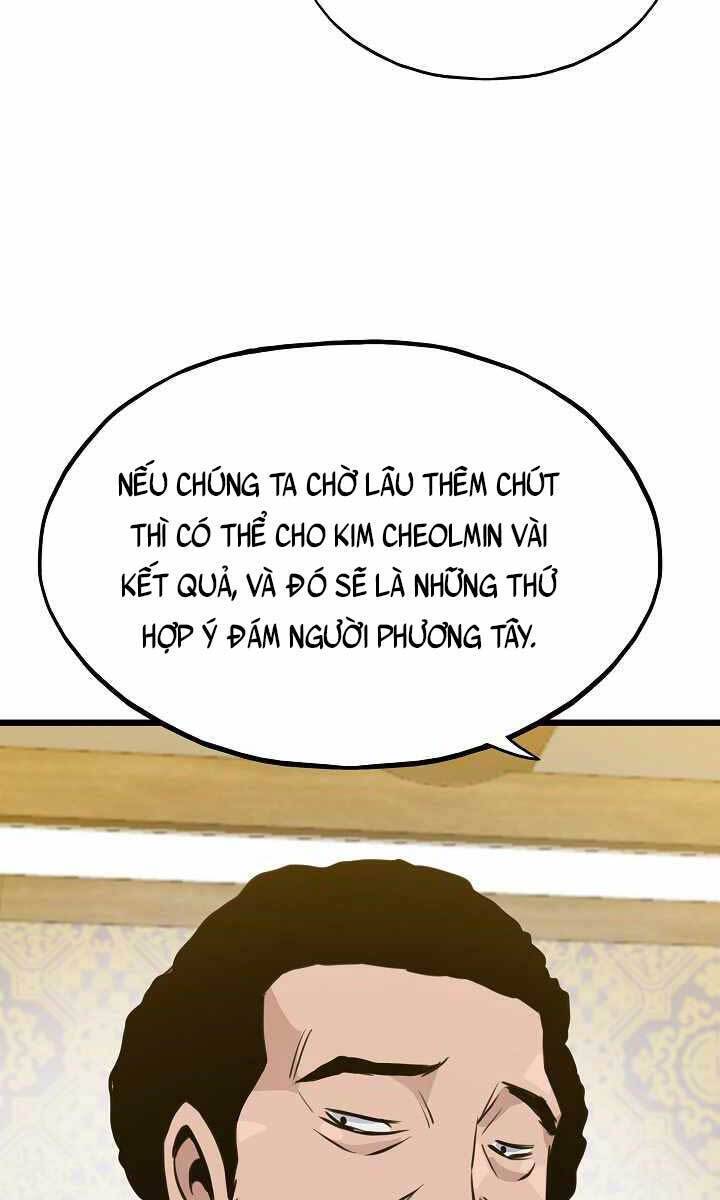 NẾU CHÚNG TA CHỜ LÂU THÊM CHÚT
THÌ CÓ THỂ CHO KIM CHEOLMIN VÀI
KẾT QUẢ, VÀ ĐÓ SẼ LÀ NHỮNG THỨ
HỢP Ý ĐÁM NGƯỜI PHƯƠNG TÂY.